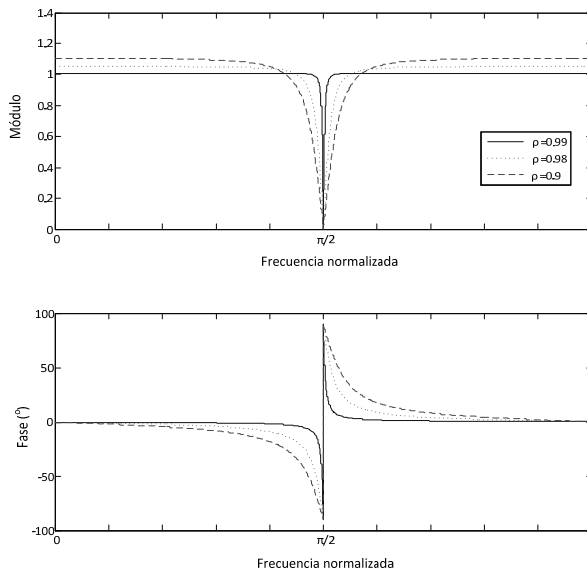 1.4
1.2
1
0.8
0.6
0.4
0.2
0
Módulo
ρ=0.99
ρ=0.98
ρ=0.9
0
π/2
Frecuencia normalizada
100
50
0
-50
-100
Fase (º)
0
π/2
Frecuencia normalizada